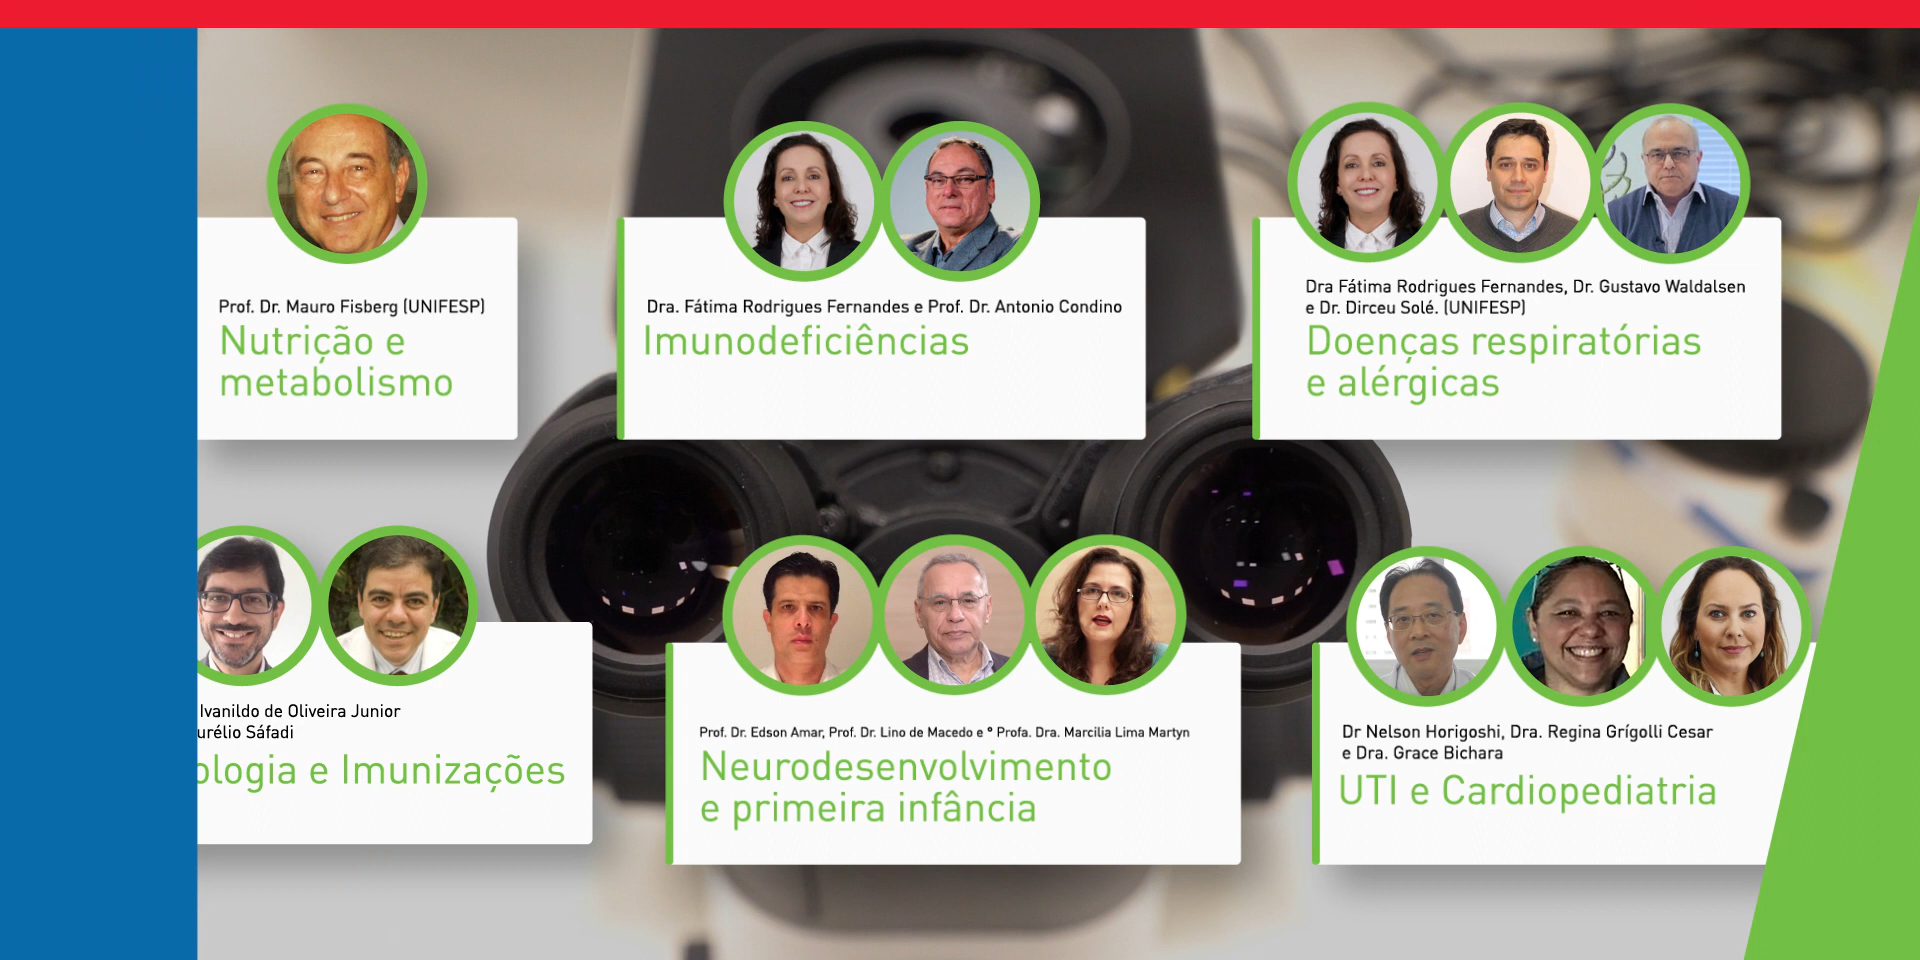 Prof. Dr. Mauro Fisberg (UNIFESP)
Nutrição e
metabolismo
Dra. Fátima Rodrigues Fernandes e Prof. Dr. Antonio Condino
Imunodeficiências
Dra Fátima Rodrigues Fernandes, Dr. Gustavo Waldalsen
e Dr. Dirceu Solé. (UNIFESP)
Doenças respiratórias
e alérgicas
Ivanildo de Oliveira Junior
urélio Sáfadi
ologia e Imunizações
Prof. Dr. Edson Amar, Prof. Dr. Lino de Macedo e ° Profa. Dra. Marcilia Lima Martyn
Neurodesenvolvimento
e primeira infância
Dr Nelson Horigoshi, Dra. Regina Grígolli Cesar
e Dra. Grace Bichara
UTI e Cardiopediatria